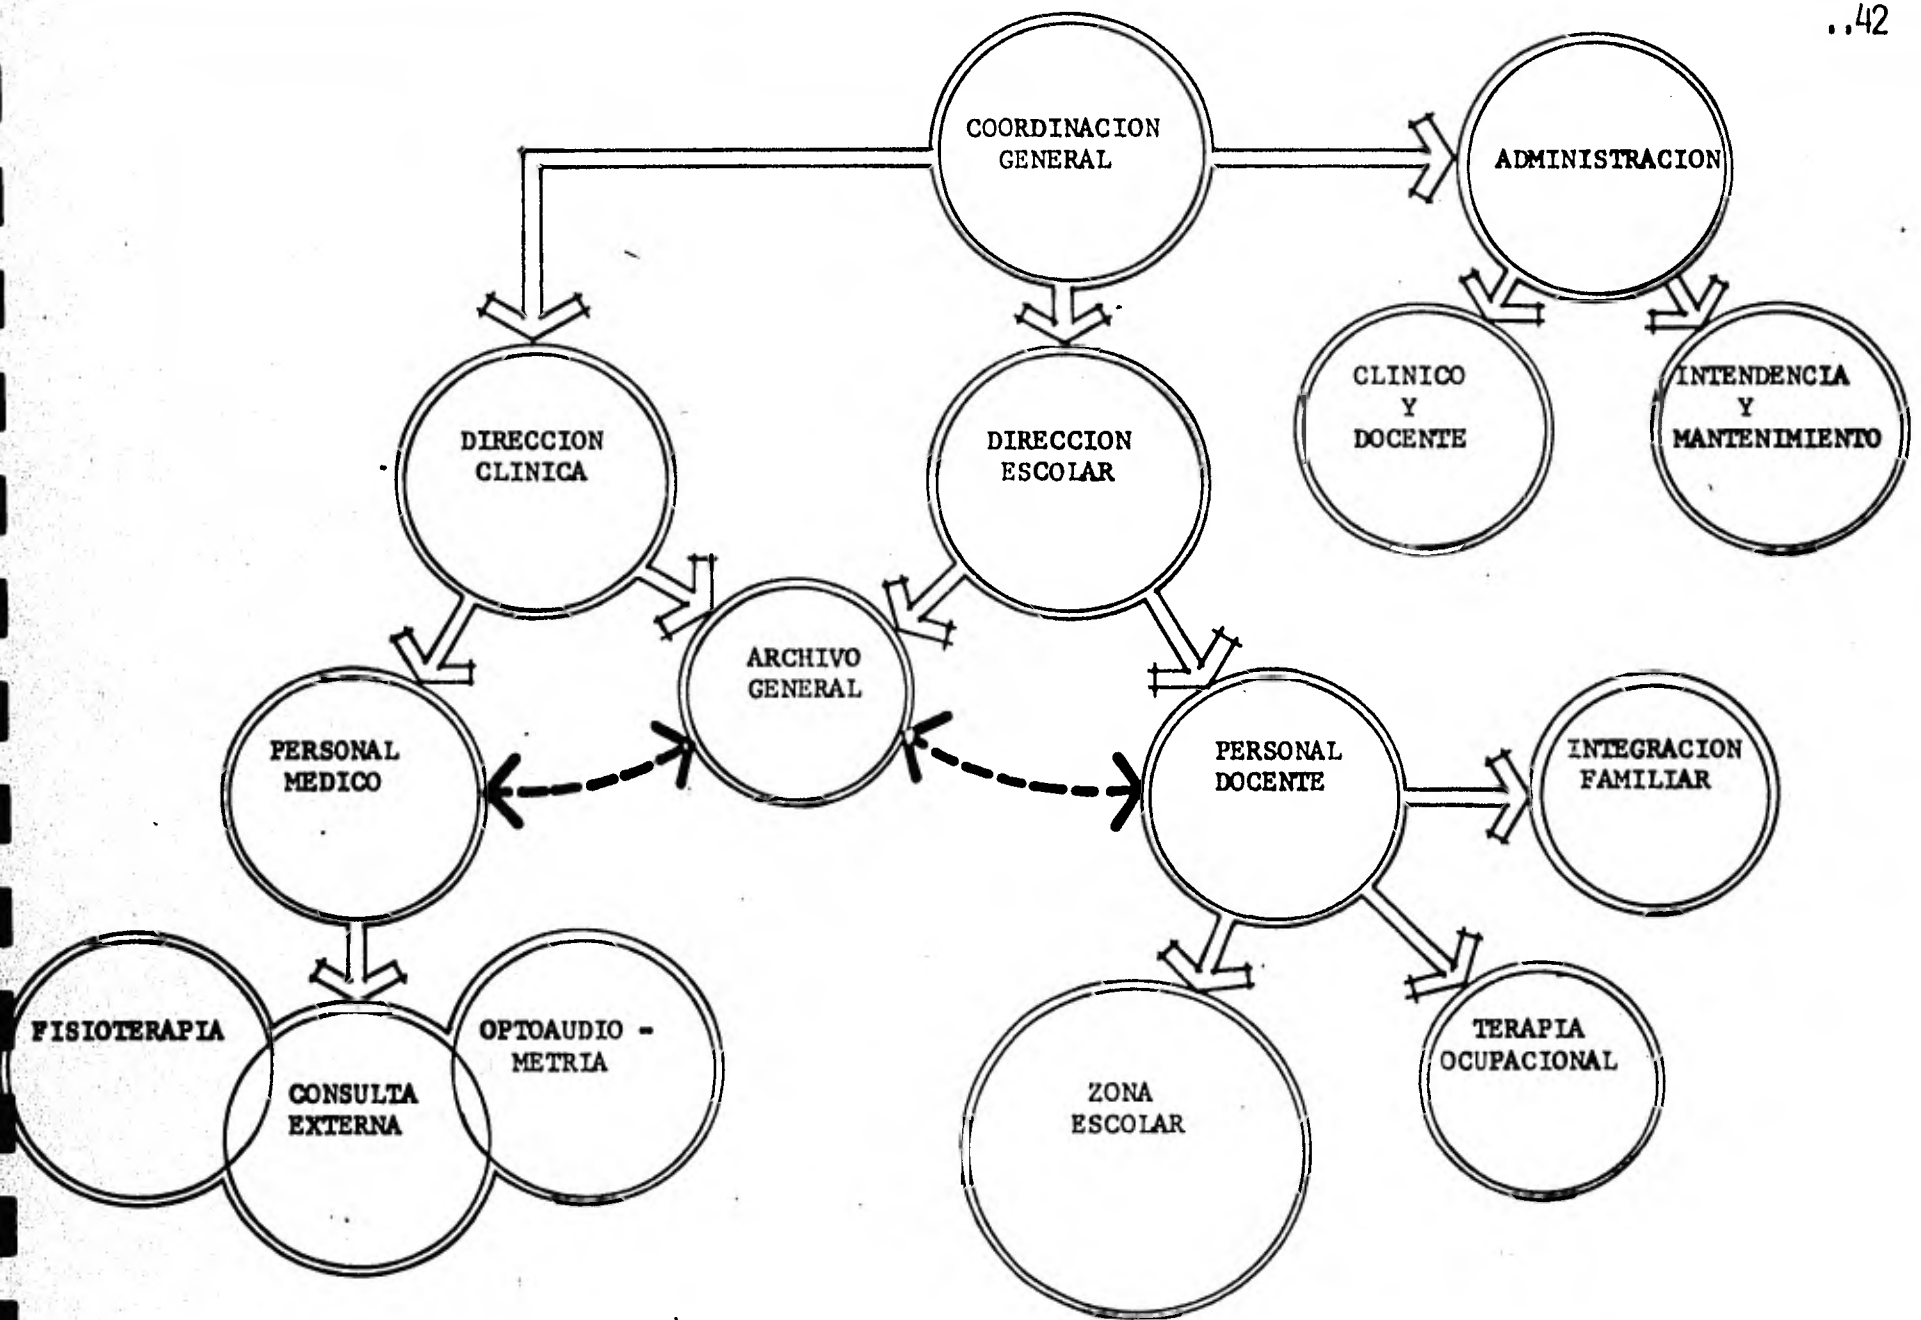 ..42
COORDINACION
GENERAL
ADMINISTRACION
CLINICO
Y
DOCENTE
INTENDENCIA
Y
MANTENIMIENTO
DIRECCION
CLINICA
DIRECCION
ESCOLAR
ARCHIVO
GENERAL
PERSONAL
MEDICO
PERSONAL
DOCENTE
INTEGRACION
FAMILIAR
FISIOTERAPIA
OPTOAUDIO -
METRIA
CONSULTA
EXTERNA
ZONA
ESCOLAR
TERAPIA
OCUPACIONAL